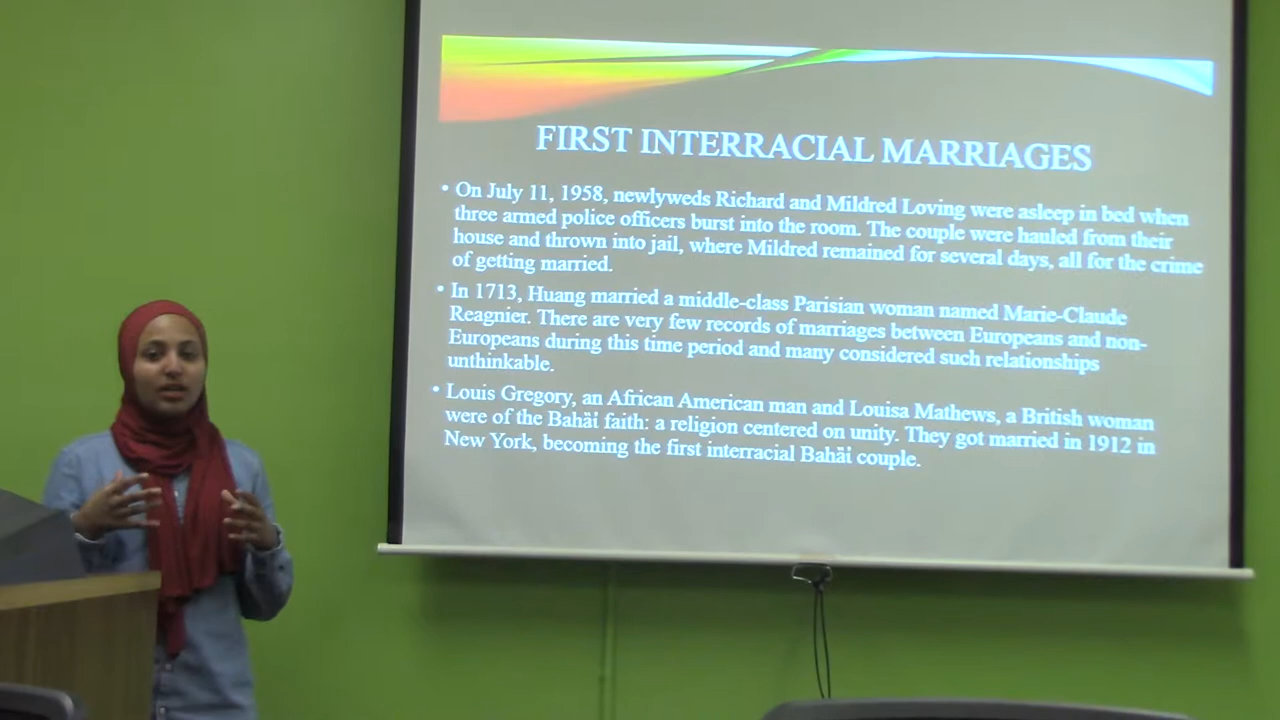 FIRST INTERRACIAL MARRIAGES
• On July 11, 1958, newlyweds Richard and Mildred Loving were asleep in bed when
three armed police officers burst into the room. The couple were hauled from their
house and thrown into jail, where Mildred remained for several days, all for the crime
of getting married.
• In 1713, Huang married a middle-class Parisian woman named Marie-Claude
Reagnier. There are very few records of marriages between Europeans and non-
Europeans during this time period and many considered such relationships
unthinkable.
• Louis Gregory, an African American man and Louisa Mathews, a British woman
were of the Bahäi faith: a religion centered on unity. They got married in 1912 in
New York, becoming the first interracial Bahäi couple.